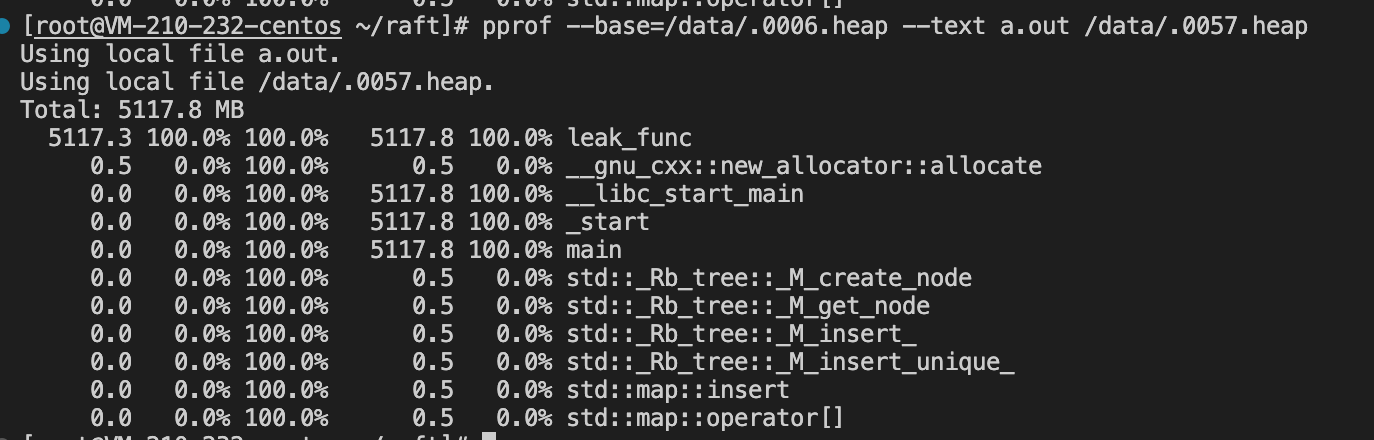 0.0 0.0% 100.0% 0.5 0.0% std::map::operator[]
[root@VM-210-232-centos ~/raft]# pprof --base=/data/.0006.heap --text a.out /data/.0057.heap
Using local file a.out.
Using local file /data/.0057.heap.
Total: 5117.8 MB
5117.3 100.0% 100.0% 5117.8 100.0% leak_func
0.5 0.0% 100.0% 0.5 0.0% __gnu_cxx::new_allocator::allocate
0.0 0.0% 100.0% 5117.8 100.0% __libc_start_main
0.0 0.0% 100.0% 5117.8 100.0% _start
0.0 0.0% 100.0% 5117.8 100.0% main
0.0 0.0% 100.0% 0.5 0.0% std::_Rb_tree::_M_create_node
0.0 0.0% 100.0% 0.5 0.0% std::_Rb_tree::_M_get_node
0.0 0.0% 100.0% 0.5 0.0% std::_Rb_tree::_M_insert_
0.0 0.0% 100.0% 0.5 0.0% std::_Rb_tree::_M_insert_unique_
0.0 0.0% 100.0% 0.5 0.0% std::map::insert
0.0 0.0% 100.0% 0.5 0.0% std::map::operator[]
[root@VM-210-232-centos ~/raft]#